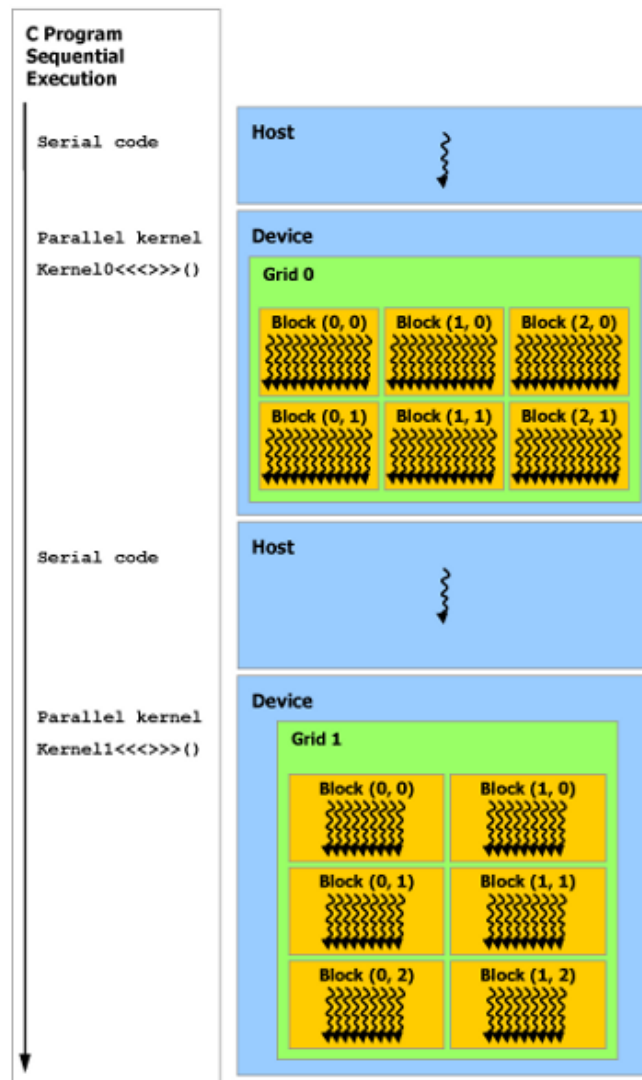 C Program
Sequential
Execution
Serial code
Host
Parallel kernel
Kernel0<<<>>>()
Device
Grid 0
Block (0, 0)
Block (1, 0)
Block (2, 0)
Block (0, 1)
Block (1, 1)
Block (2, 1)
Serial code
Host
Parallel kernel
Kernel1<<<>>>()
Device
Grid 1
Block (0, 0)
Block (1, 0)
Block (0, 1)
Block (1, 1)
Block (0, 2)
Block (1, 2)